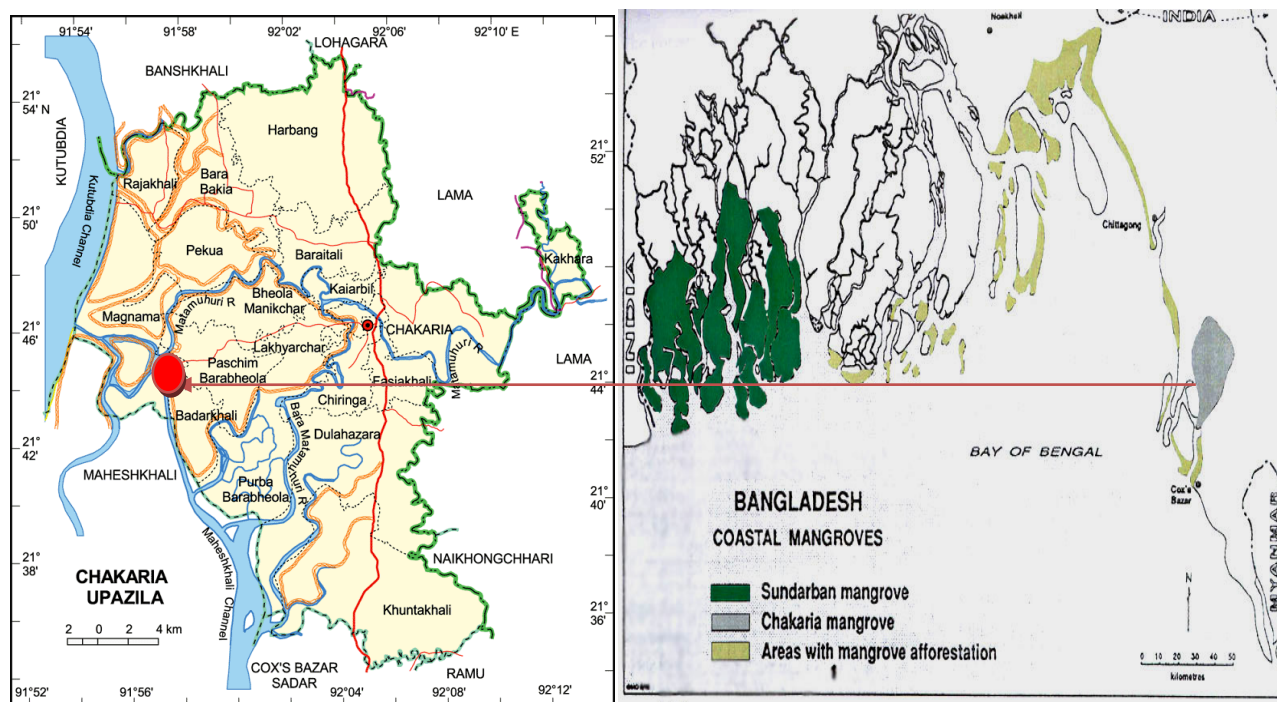 91°54'
91°58'
92°02'
92°06'
92°10' E
LOHAGARA
BANSHKHALI
21°
54' N
KUTUBDIA
Harbang
21°
52'
Rajakhali
Bara
Bakia
Kutubdia Channel
LAMA
21°
50'
Pekua
Baraitali
Kakhara
Kaiarbil
Bheola
Manikchar
Matamuhuri R
Magnama
21°
46'
CHAKARIA
Matamuhuri R
Lakhyarchar
LAMA
Paschim
Barabheola
Fasiakhali
21°
44'
Chiringa
Badarkhali
Bara Matamuhuri R
Dulahazara
21°
42'
MAHESHKHALI
Purba
Barabheola
21°
40'
Maheshkhali Channel
NAIKHONGCHHARI
21°
38'
CHAKARIA
UPAZILA
Khuntakhali
21°
36'
2 0 2 4 km
COX'S BAZAR
SADAR
RAMU
91°52'
91°56'
92°04'
92°08'
92°12'
Noakhali
INDIA
Chittagong
INDIA
BAY OF BENGAL
Cox's
Bazar
MYANMAR
BANGLADESH
COASTAL MANGROVES
Sundarban mangrove
Chakaria mangrove
Areas with mangrove afforestation
N
0 10 20 30 40 50
kilometres